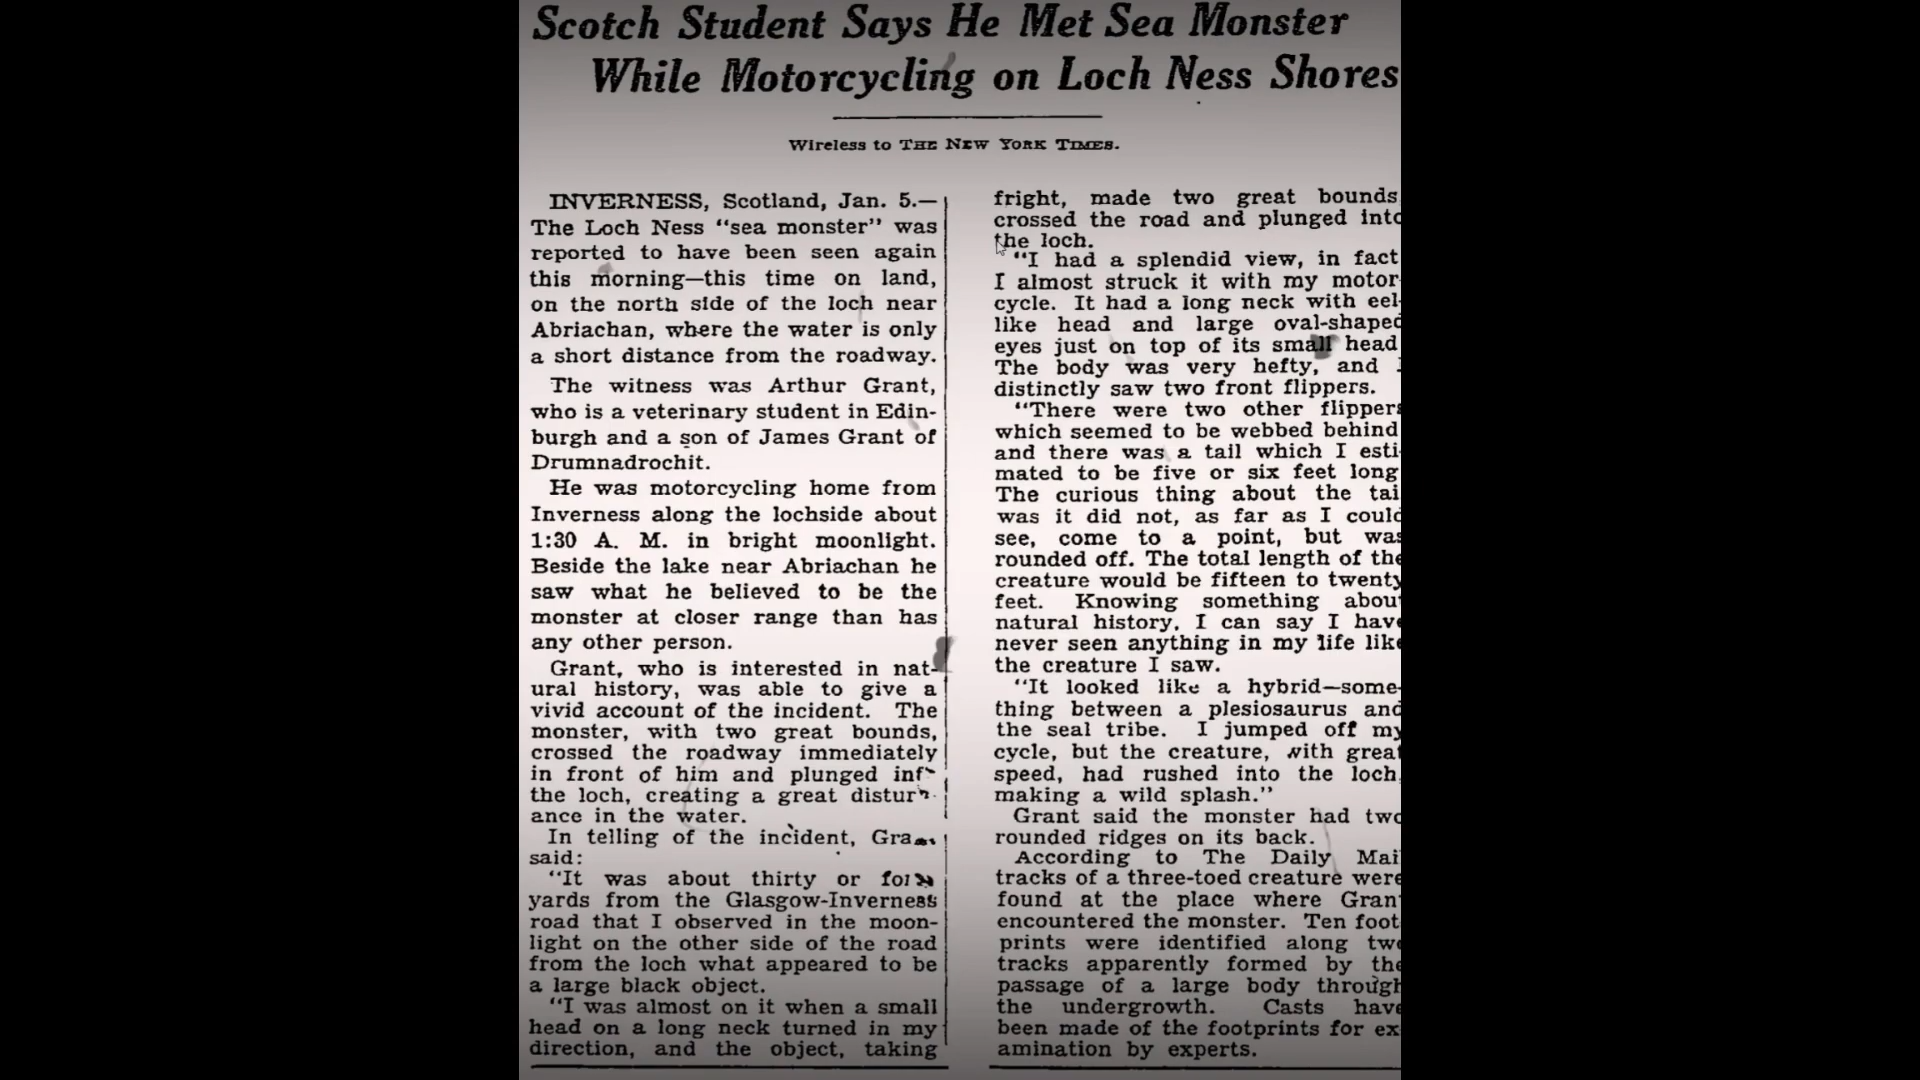 Scotch Student Says He Met Sea Monster
While Motorcycling on Loch Ness Shores
Wireless to THE NEW YORK TIMES.
INVERNESS, Scotland, Jan. 5.—
The Loch Ness “sea monster” was
reported to have been seen again
this morning—this time on land,
on the north side of the loch near
Abriachan, where the water is only
a short distance from the roadway.
The witness was Arthur Grant,
who is a veterinary student in Edin-
burgh and a son of James Grant of
Drumnadrochit.
He was motorcycling home from
Inverness along the lochside about
1:30 A. M. in bright moonlight.
Beside the lake near Abriachan he
saw what he believed to be the
monster at closer range than has
any other person.
Grant, who is interested in nat-
ural history, was able to give a
vivid account of the incident. The
monster, with two great bounds,
crossed the roadway immediately
in front of him and plunged
the loch, creating a great
ance in the water.
In telling of the incident,
said:
“It was about thirty or
yards from the Glasgow-Inverness
road that I observed in the moon-
light on the other side of the road
from the loch what appeared to be
a large black object.
“I was almost on it when a small
head on a long neck turned in my
direction, and the object, taking
fright, made two great bounds
crossed the road and plunged into
the loch.
“I had a splendid view, in fact
I almost struck it with my motor
cycle. It had a long neck with eel-
like head and large oval-shaped
eyes just on top of its small head
The body was very hefty, and I
distinctly saw two front flippers.
“There were two other flippers
which seemed to be webbed behind
and there was a tail which I esti-
mated to be five or six feet long
The curious thing about the tai
was it did not, as far as I could
see, come to a point, but was
rounded off. The total length of the
creature would be fifteen to twenty
feet. Knowing something about
natural history, I can say I have
never seen anything in my life like
the creature I saw.
“It looked like a hybrid—some-
thing between a plesiosaurus and
the seal tribe. I jumped off my
cycle, but the creature, with great
speed, had rushed into the loch
making a wild splash.”
Grant said the monster had two
rounded ridges on its back.
According to The Daily Mai
tracks of a three-toed creature were
found at the place where Gran
encountered the monster. Ten foot
prints were identified along two
tracks apparently formed by the
passage of a large body through
the undergrowth. Casts have
been made of the footprints for ex
amination by experts.